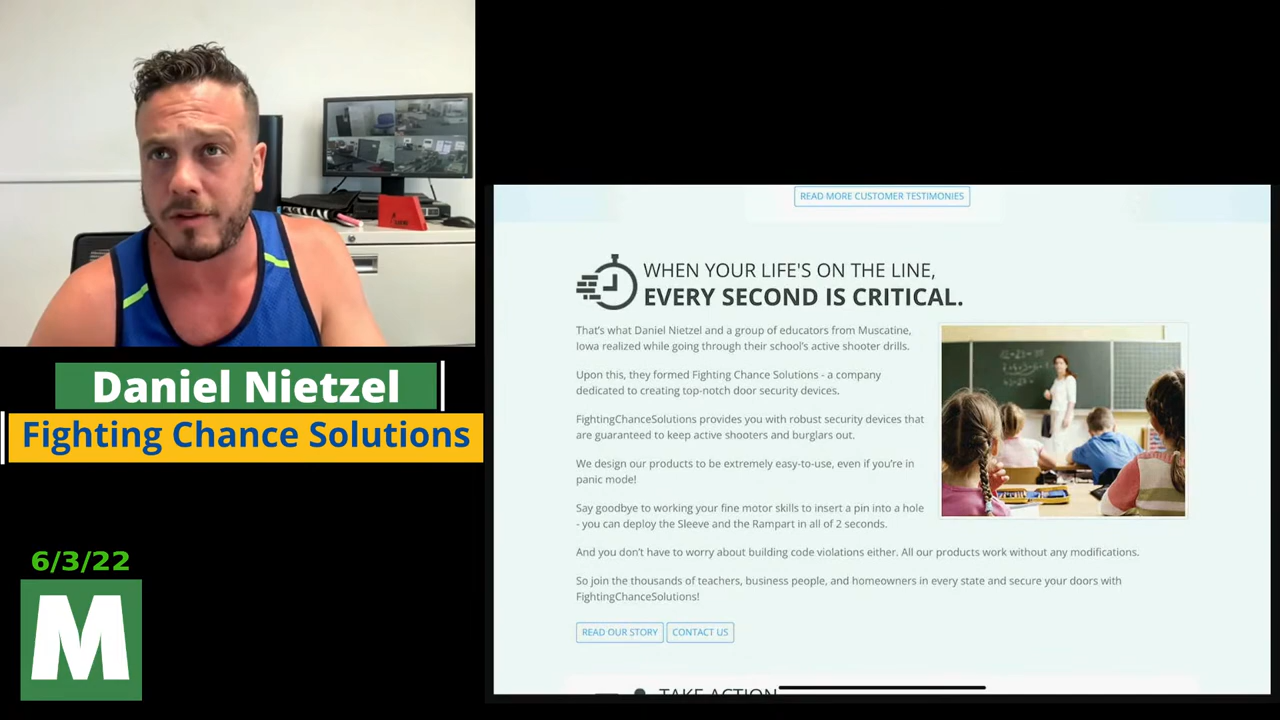 Daniel Nietzel
Fighting Chance Solutions
6/3/22
M
READ MORE CUSTOMER TESTIMONIES
WHEN YOUR LIFE'S ON THE LINE,
EVERY SECOND IS CRITICAL.
That's what Daniel Nietzel and a group of educators from Muscatine,
Iowa realized while going through their school's active shooter drills.
Upon this, they formed Fighting Chance Solutions - a company
dedicated to creating top-notch door security devices.
FightingChanceSolutions provides you with robust security devices that
are guaranteed to keep active shooters and burglars out.
We design our products to be extremely easy-to-use, even if you're in
panic mode!
Say goodbye to working your fine motor skills to insert a pin into a hole
- you can deploy the Sleeve and the Rampart in all of 2 seconds.
And you don't have to worry about building code violations either. All our products work without any modifications.
So join the thousands of teachers, business people, and homeowners in every state and secure your doors with
FightingChanceSolutions!
READ OUR STORY
CONTACT US
TAKE ACTION